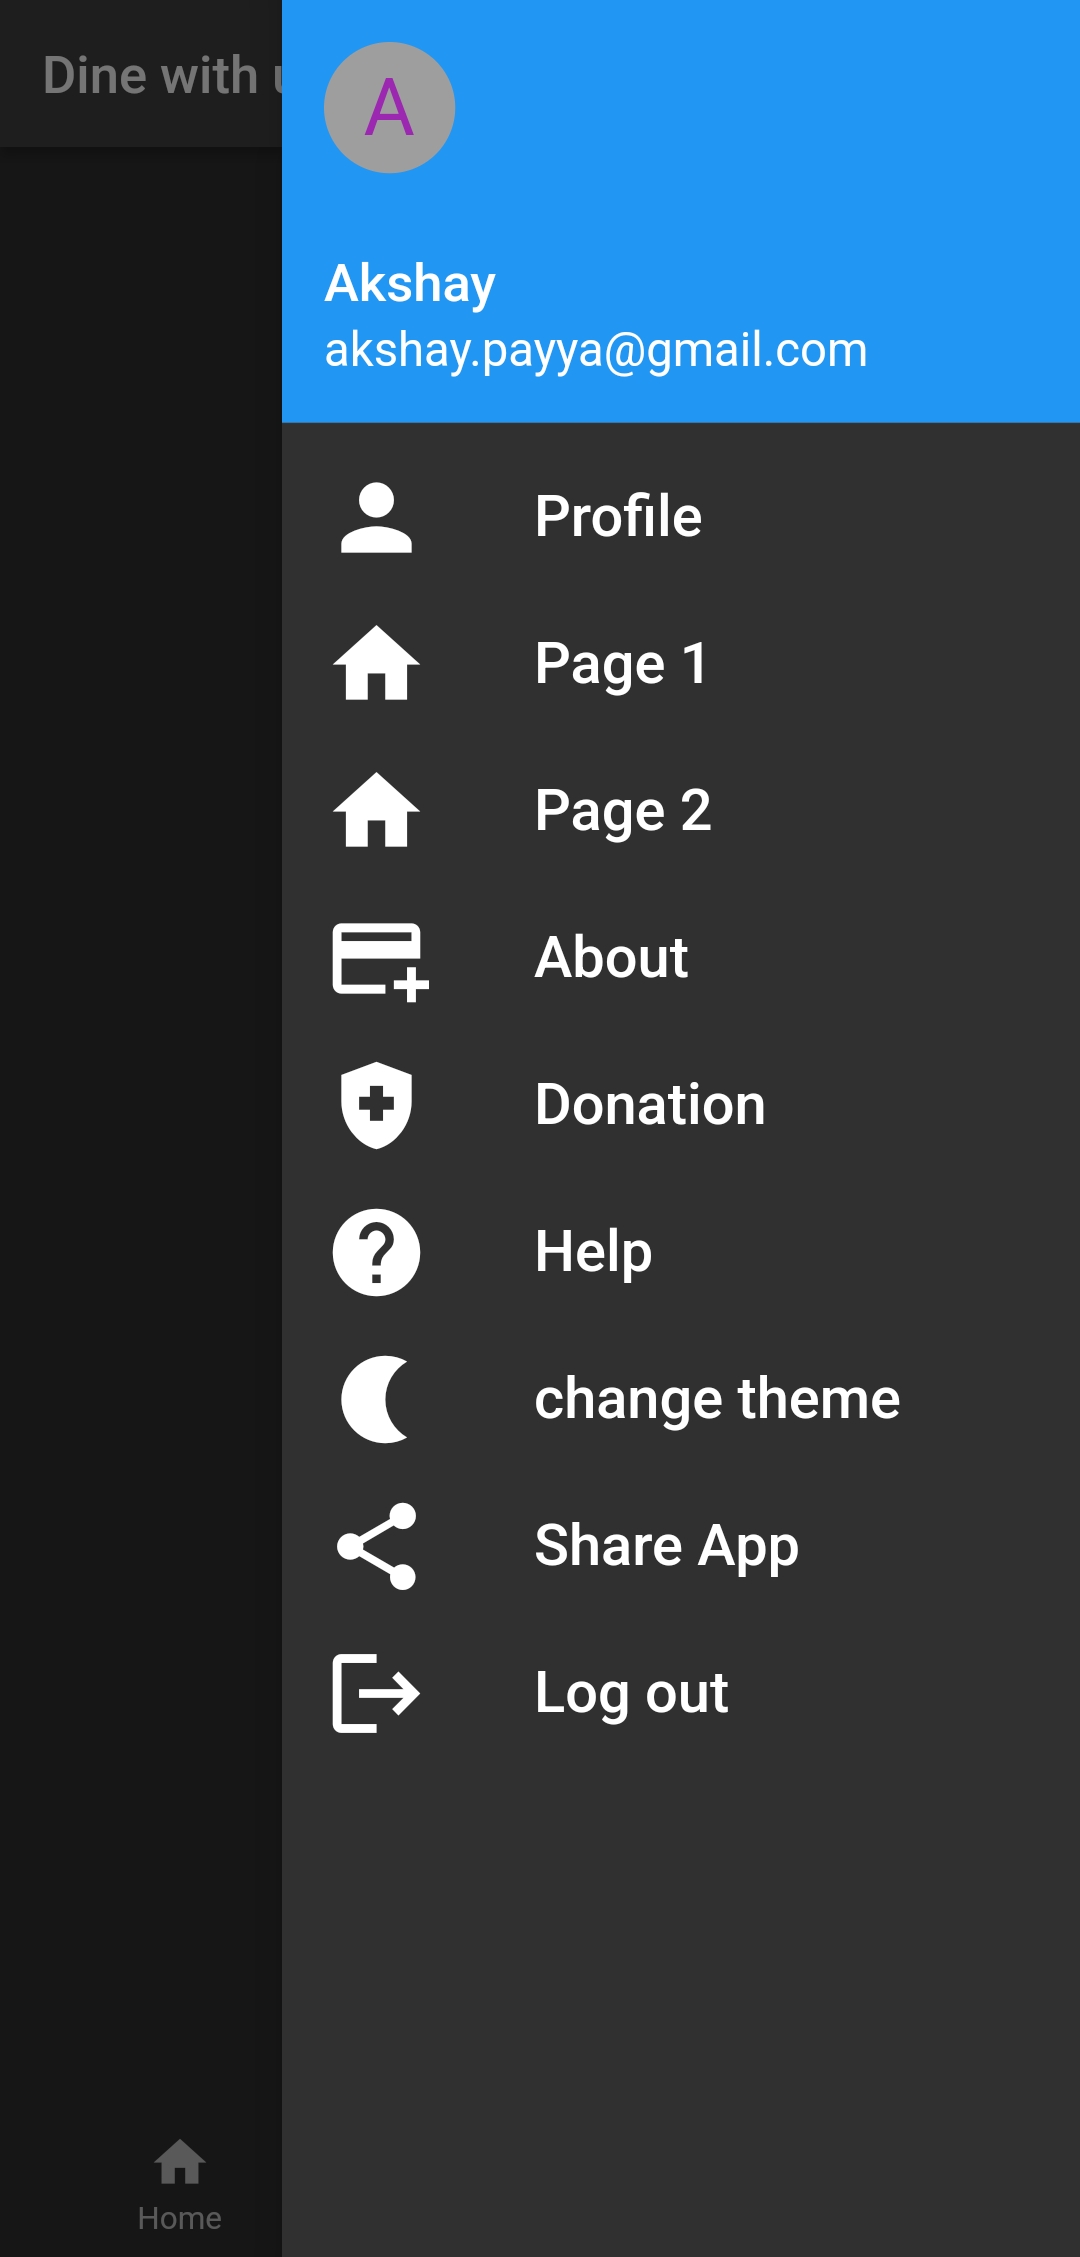 Dine with
A
Akshay
akshay.payya@gmail.com
Profile
Page 1
Page 2
About
Donation
Help
change theme
Share App
Log out
Home